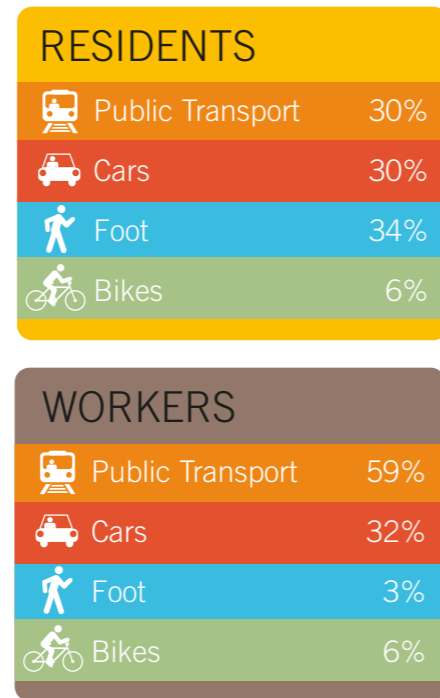 RESIDENTS
Public Transport 30%
Cars 30%
Foot 34%
Bikes 6%
WORKERS
Public Transport 59%
Cars 32%
Foot 3%
Bikes 6%